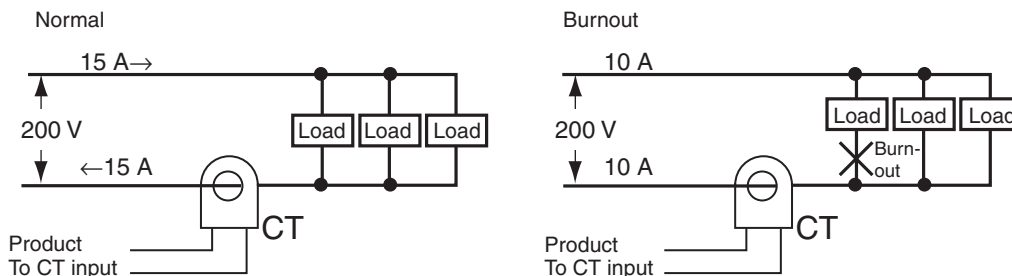 Normal
15 A→
200 V
Load
Load
Load
←15 A
CT
Product
To CT input
Burnout
10 A
200 V
Load
Load
Load
Burn-
out
10 A
CT
Product
To CT input